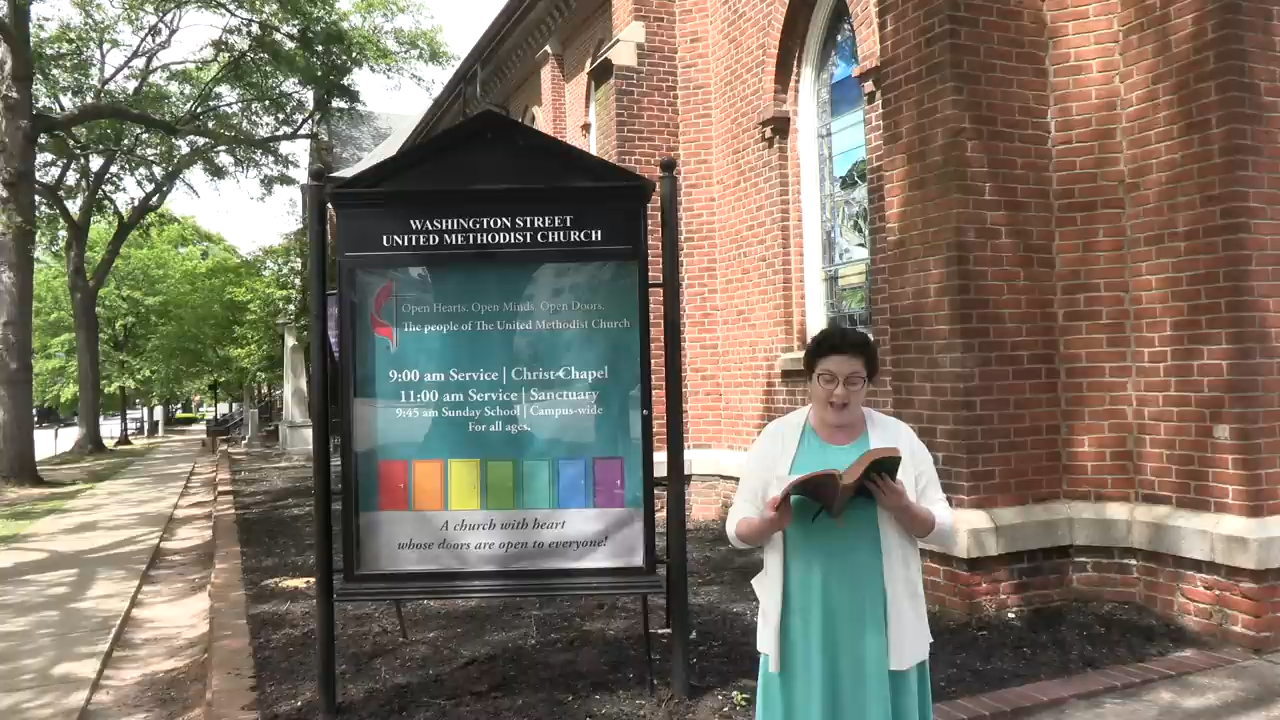 WASHINGTON STREET
UNITED METHODIST CHURCH
Open Hearts. Open Minds. Open Doors.
The people of The United Methodist Church
9:00 am Service | Christ Chapel
11:00 am Service | Sanctuary
9:45 am Sunday School | Campus-wide
For all ages.
A church with heart
whose doors are open to everyone!